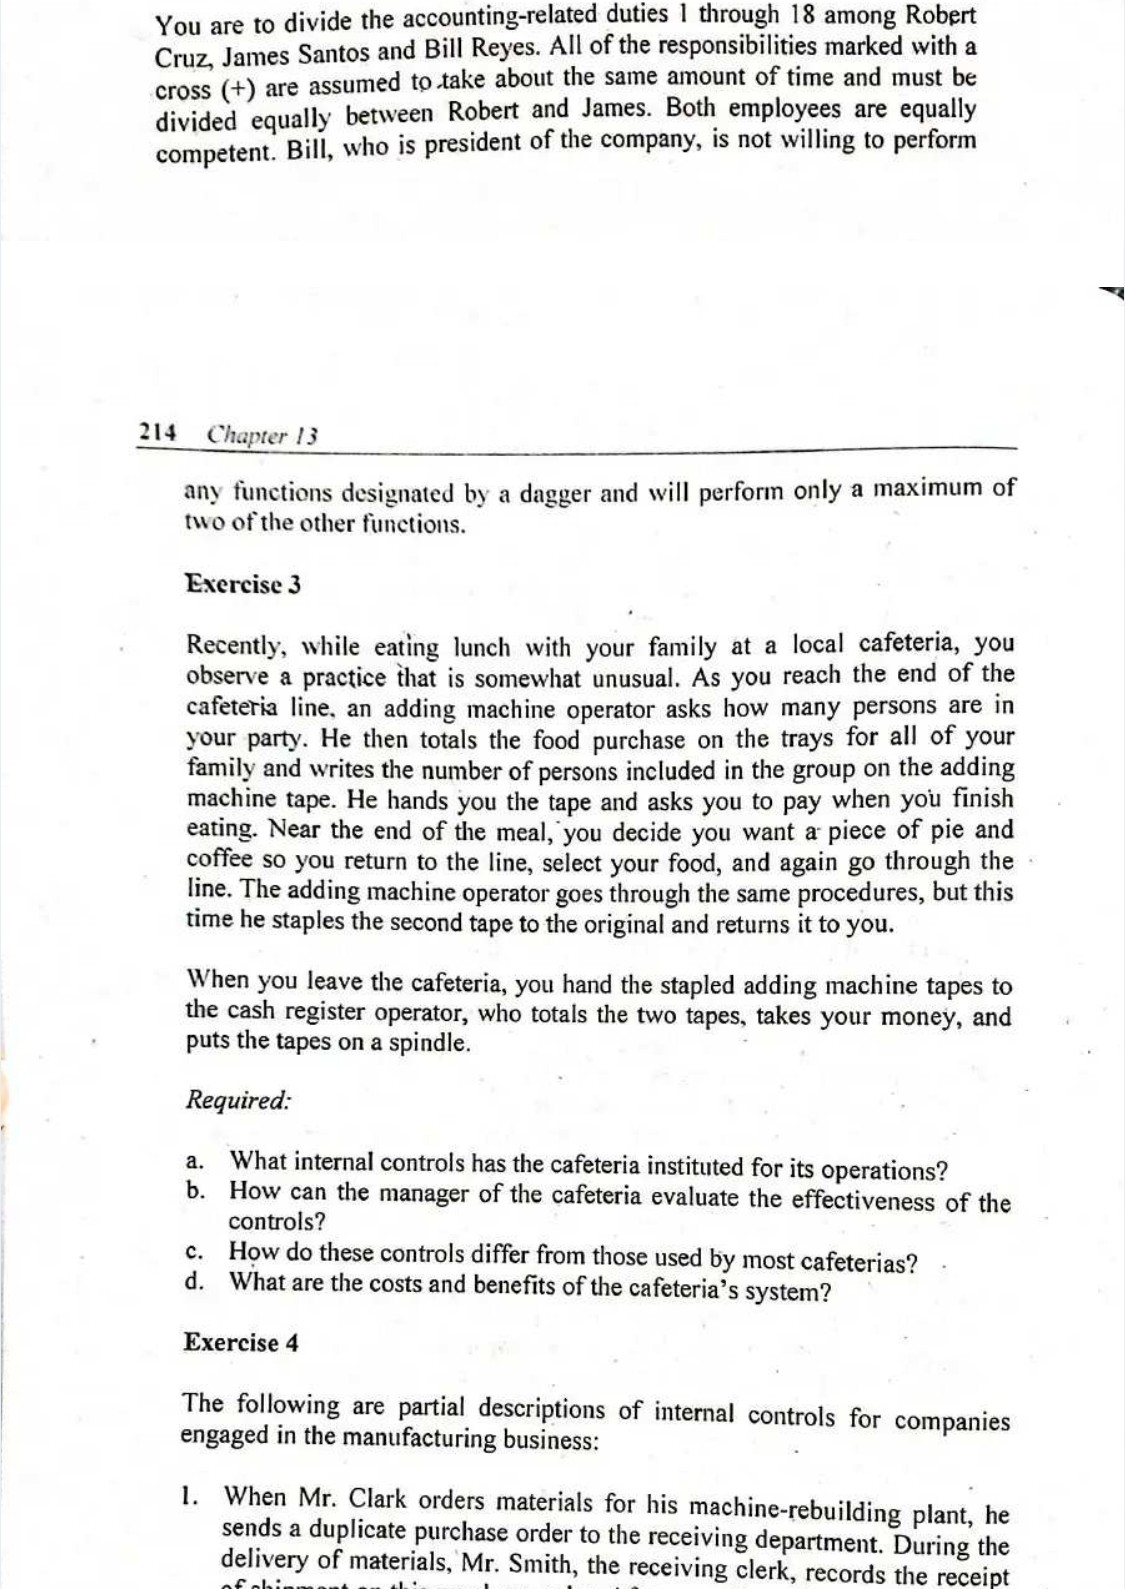 You are to divide the accounting-related duties 1 through 18 among Robert
Cruz, James Santos and Bill Reyes. All of the responsibilities marked with a
cross (+) are assumed to take about the same amount of time and must be
divided equally between Robert and James. Both employees are equally
competent. Bill, who is president of the company, is not willing to perform
214 Chapter 13
any functions designated by a dagger and will perform only a maximum of
two of the other functions.
Exercise 3
Recently, while eating lunch with your family at a local cafeteria, you
observe a practice that is somewhat unusual. As you reach the end of the
cafeteria line, an adding machine operator asks how many persons are in
your party. He then totals the food purchase on the trays for all of your
family and writes the number of persons included in the group on the adding
machine tape. He hands you the tape and asks you to pay when you finish
eating. Near the end of the meal, you decide you want a piece of pie and
coffee so you return to the line, select your food, and again go through the
line. The adding machine operator goes through the same procedures, but this
time he staples the second tape to the original and returns it to you.
When you leave the cafeteria, you hand the stapled adding machine tapes to
the cash register operator, who totals the two tapes, takes your money, and
puts the tapes on a spindle.
Required:
a. What internal controls has the cafeteria instituted for its operations?
b. How can the manager of the cafeteria evaluate the effectiveness of the
controls?
c. How do these controls differ from those used by most cafeterias?
d. What are the costs and benefits of the cafeteria's system?
Exercise 4
The following are partial descriptions of internal controls for companies
engaged in the manufacturing business:
1. When Mr. Clark orders materials for his machine-rebuilding plant, he
sends a duplicate purchase order to the receiving department. During the
delivery of materials, Mr. Smith, the receiving clerk, records the receipt